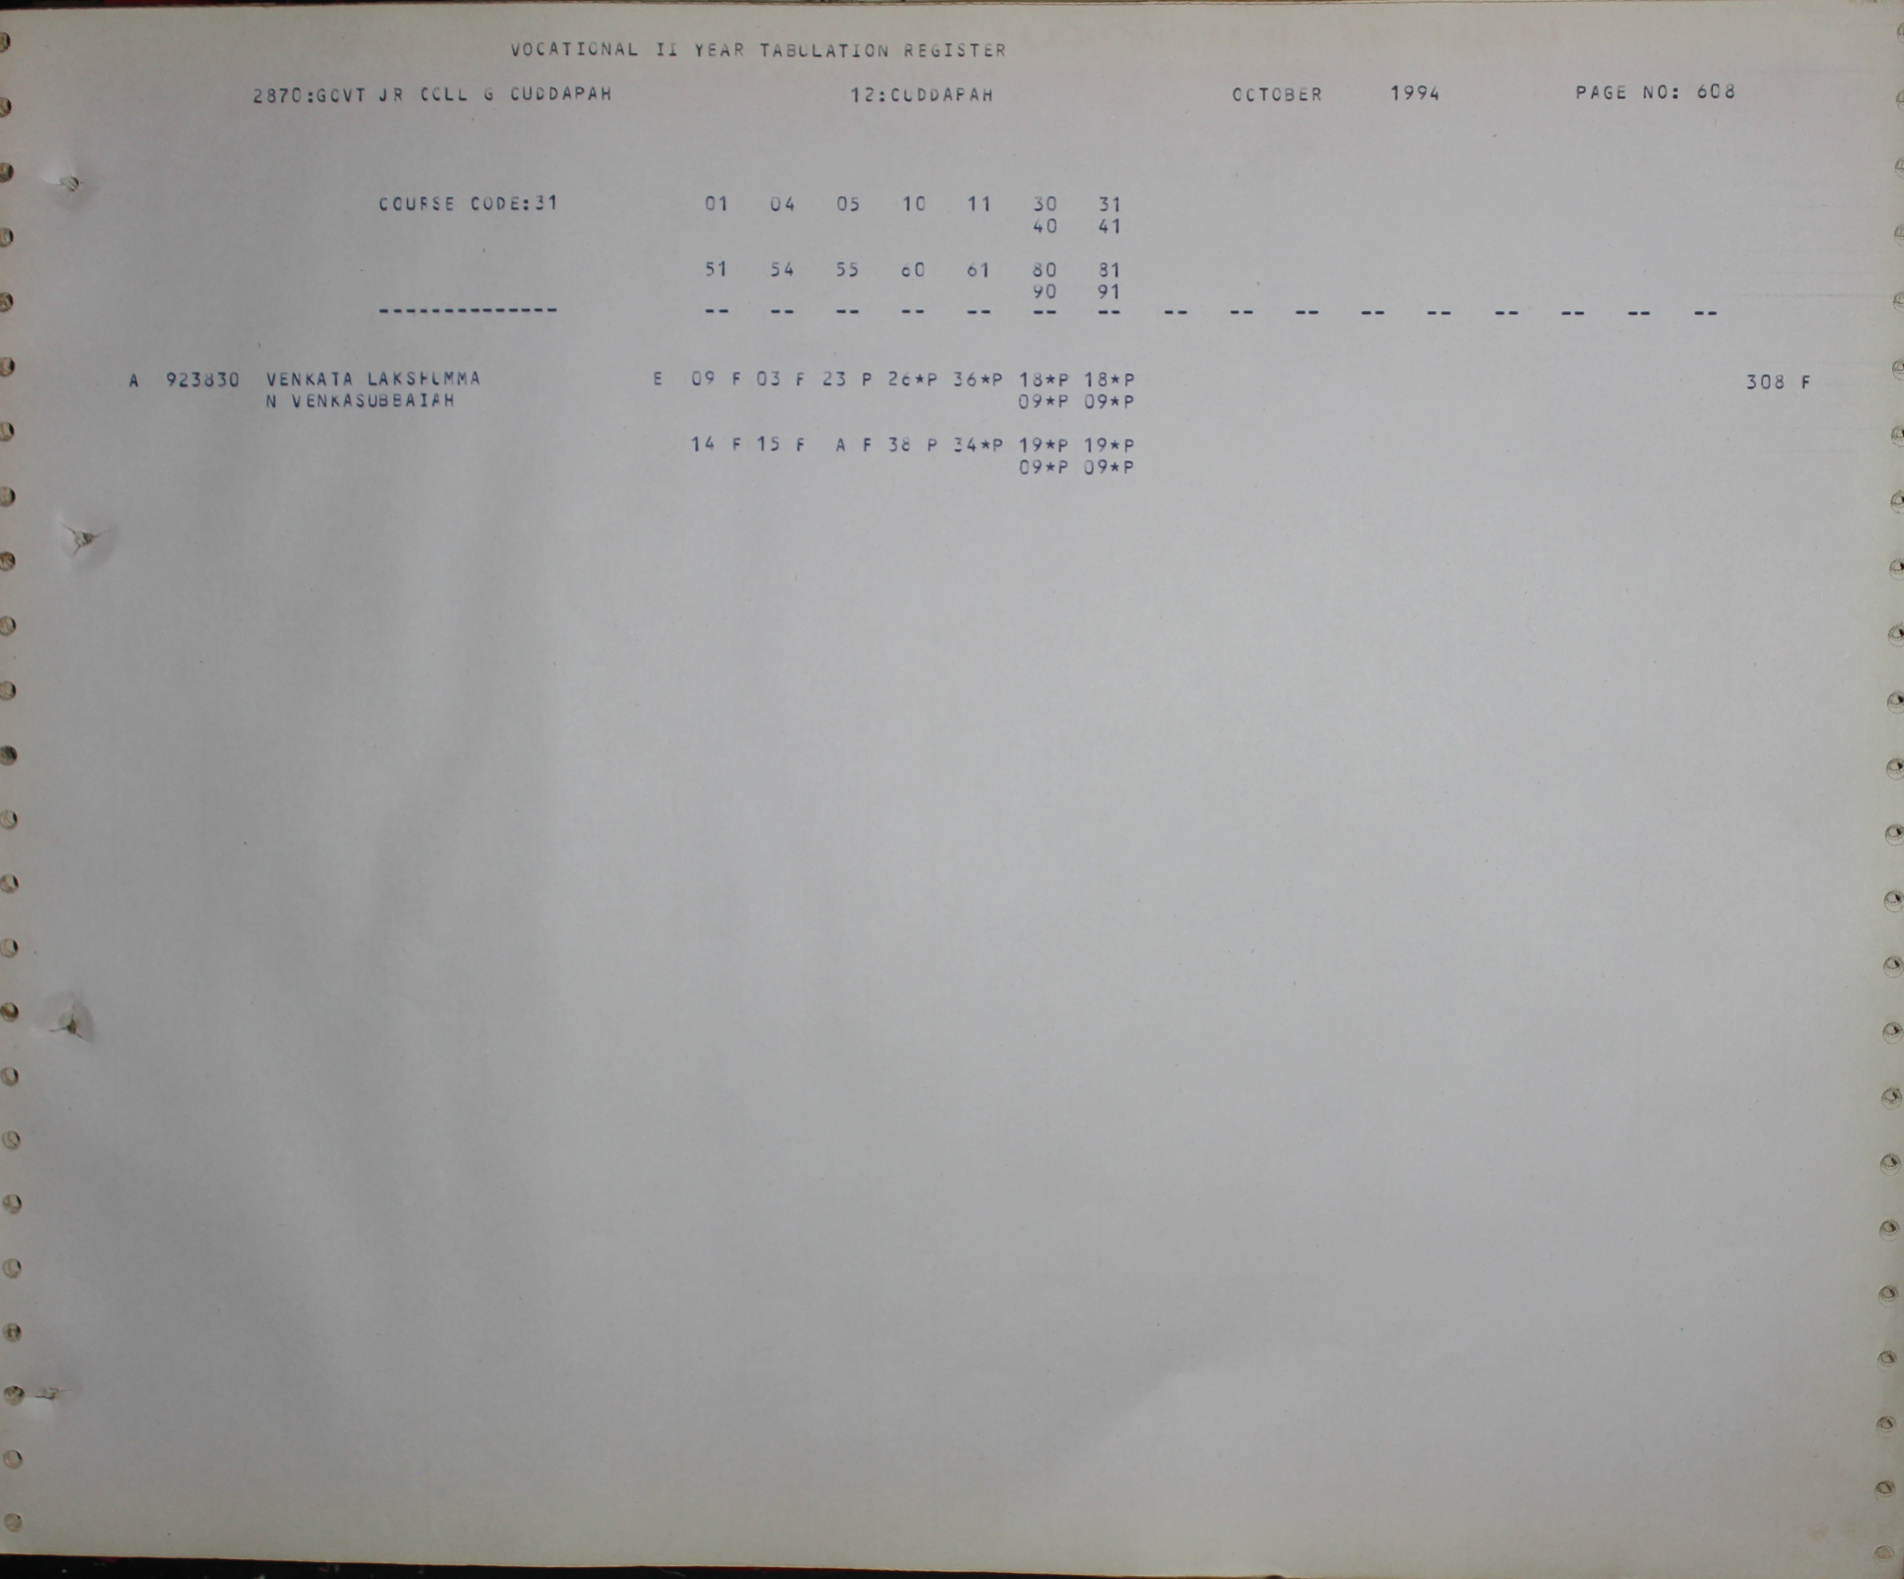 VOCATIONAL II YEAR TABULATION REGISTER
2870:GOVT JR COLL G CUDDAPAH 12:CUDDAPAH OCTOBER 1994 PAGE NO: 608
COURSE CODE:31 01 04 05 10 11 30 31
40 41
51 54 55 60 61 80 81
90 91
-------------- -- -- -- -- -- -- -- -- -- -- -- -- -- -- -- --
A 923830 VENKATA LAKSHUMMA E 09 F 03 F 23 P 26*P 36*P 18*P 18*P 308 F
N VENKASUBBAIAH 09*P 09*P
14 F 15 F A F 38 P 34*P 19*P 19*P
09*P 09*P